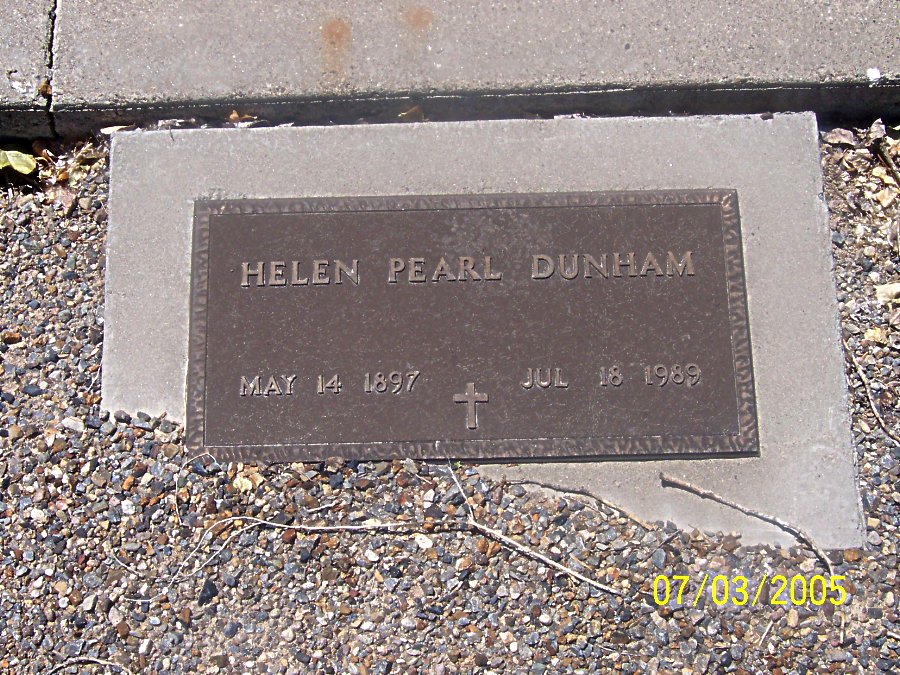 HELEN PEARL DUNHAM
MAY 14 1897 JUL 18 1989
07/03/2005